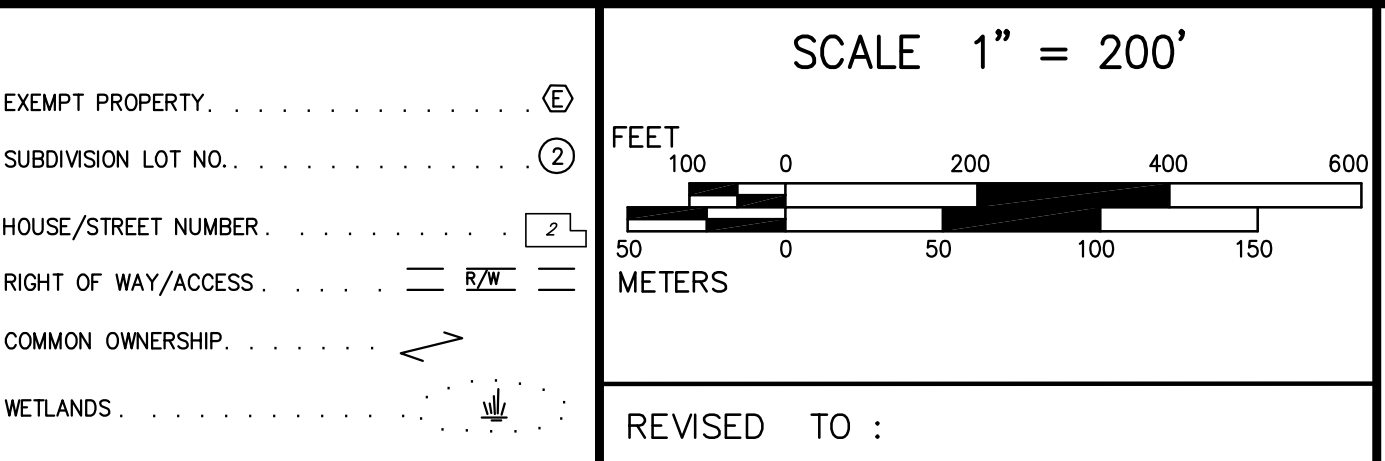 EXEMPT PROPERTY. . . . . . . . . . . . . . E
SUBDIVISION LOT NO. . . . . . . . . . . . . . 2
HOUSE/STREET NUMBER . . . . . . . . . . . 2
RIGHT OF WAY/ACCESS . . . . . . R/W
COMMON OWNERSHIP. . . . . . .
WETLANDS . . . . . . . . . . . . . .
SCALE 1" = 200'
FEET
100 0 200 400 600
50 0 50 100 150
METERS
REVISED TO :